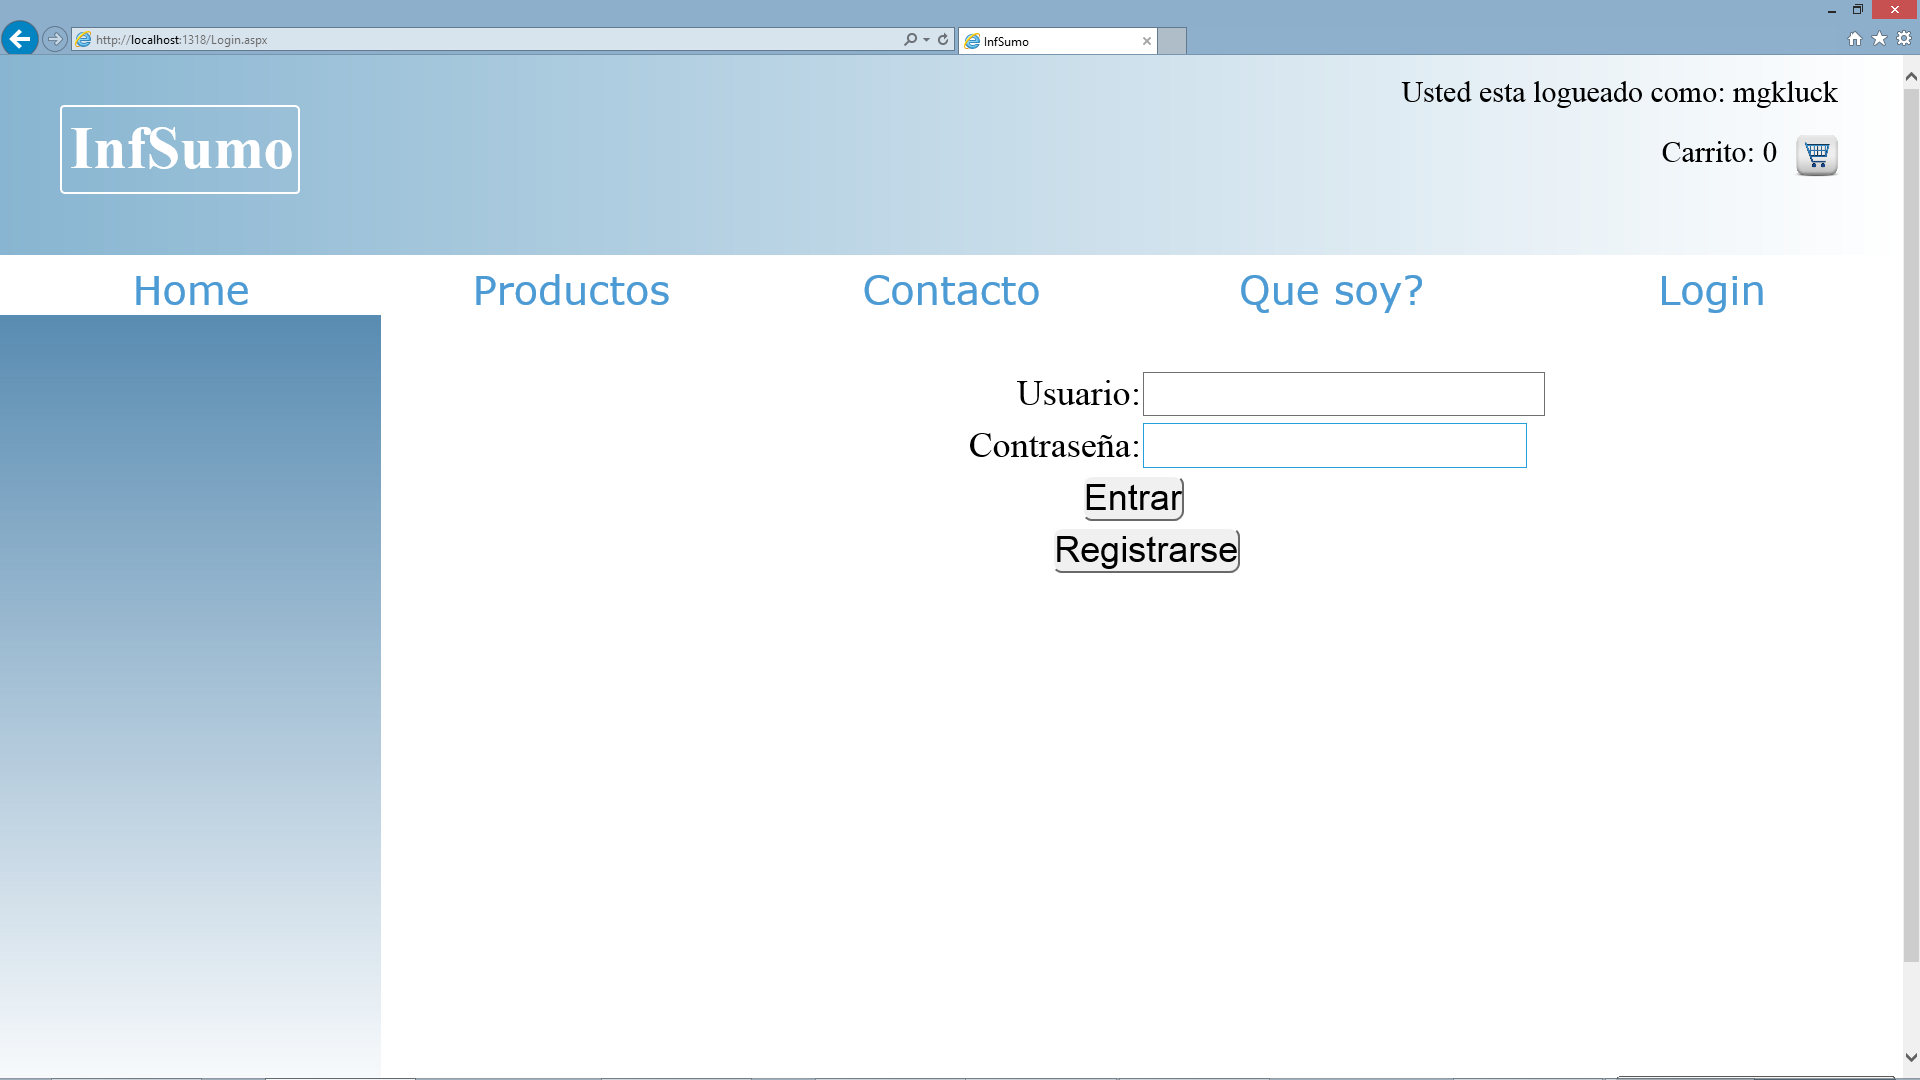 http://localhost:1318/Login.aspx
InfSumo
Usted esta logueado como: mgkluck
InfSumo
Carrito: 0
Home Productos Contacto Que soy? Login
Usuario:
Contraseña:
Entrar
Registrarse